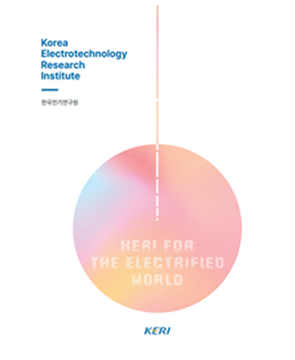 Korea
Electrotechnology
Research
Institute
한국전기연구원
KERI FOR
THE ELECTRIFIED
WORLD
KERI